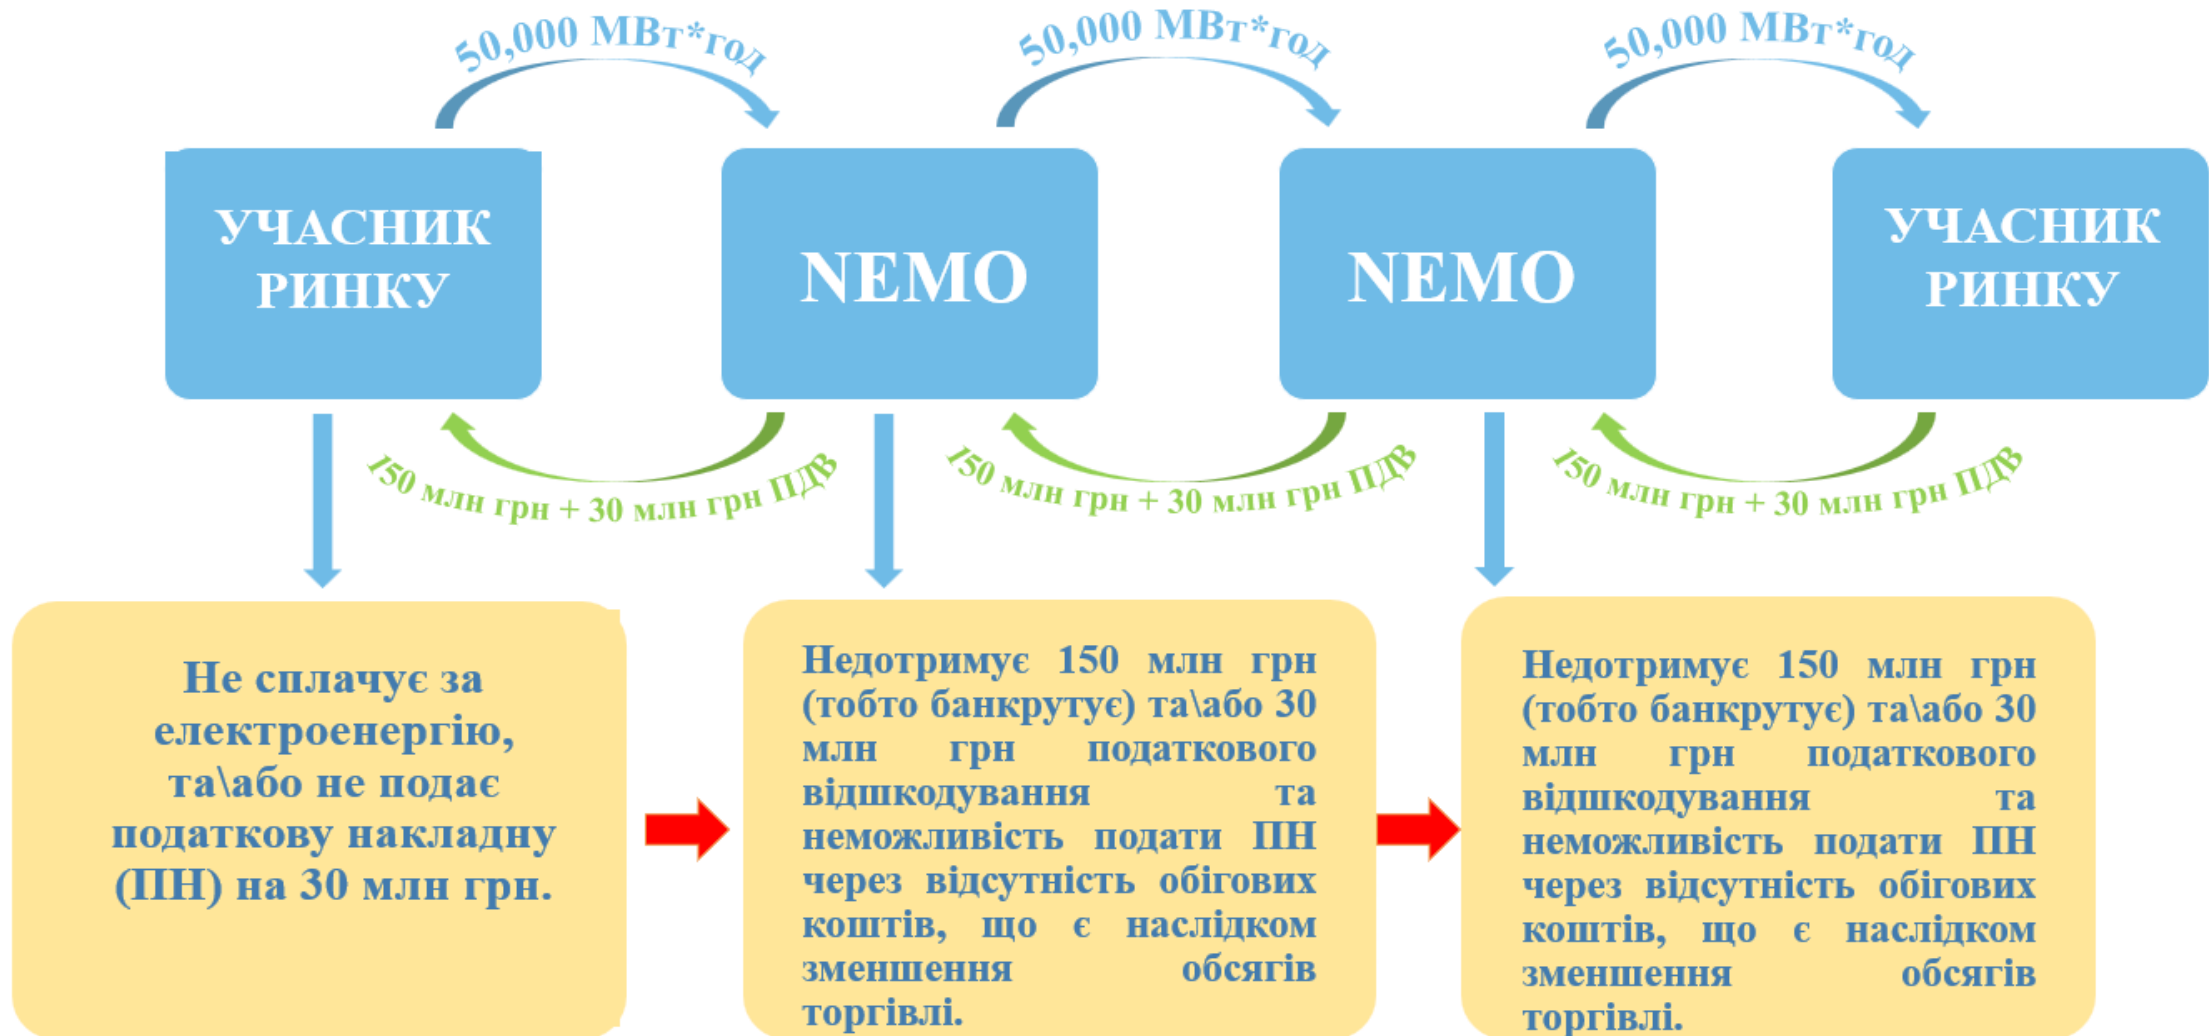 50,000 МВт*год
50,000 МВт*год
50,000 МВт*год
УЧАСНИК
РИНКУ
NEMO
NEMO
УЧАСНИК
РИНКУ
150 млн грн + 30 млн грн ПДВ
150 млн грн + 30 млн грн ПДВ
150 млн грн + 30 млн грн ПДВ
Не сплачує за
електроенергію,
та\або не подає
податкову накладну
(ПН) на 30 млн грн.
Недотримує 150 млн грн
(тобто банкрутує) та\або 30
млн грн податкового
відшкодування та
неможливість подати ПН
через відсутність обігових
коштів, що є наслідком
зменшення обсягів
торгівлі.
Недотримує 150 млн грн
(тобто банкрутує) та\або 30
млн грн податкового
відшкодування та
неможливість подати ПН
через відсутність обігових
коштів, що є наслідком
зменшення обсягів
торгівлі.